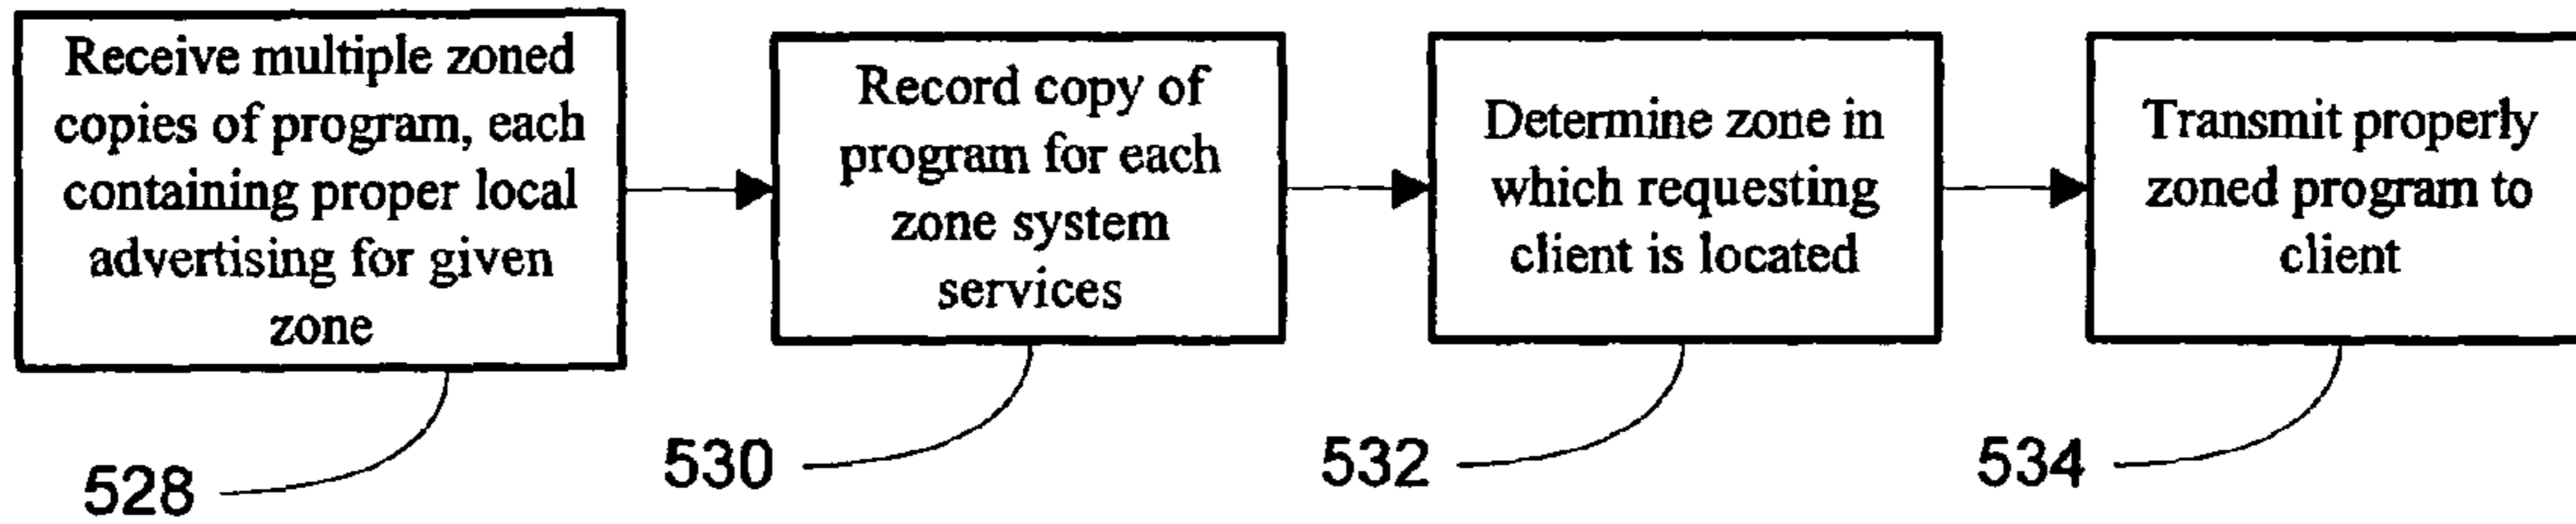 Receive multiple zoned
copies of program, each
containing proper local
advertising for given
zone
Record copy of
program for each
zone system
services
Determine zone in
which requesting
client is located
Transmit properly
zoned program to
client
528
530
532
534